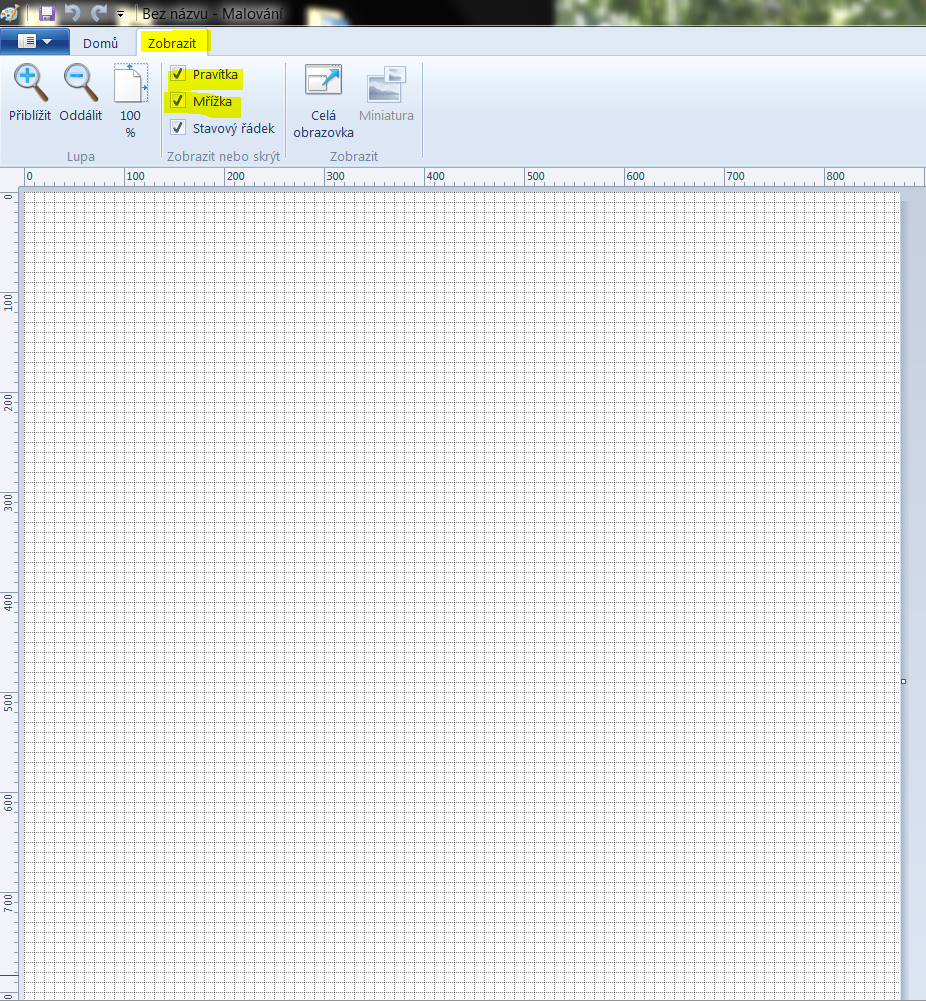 Bez názvu - Malování
Domů
Zobrazit
Přiblížit
Oddálit
100
%
Lupa
Pravítka
Mřížka
Stavový řádek
Zobrazit nebo skrýt
Celá
obrazovka
Miniatura
Zobrazit
0 100 200 300 400 500 600 700 800
0
100
200
300
400
500
600
700